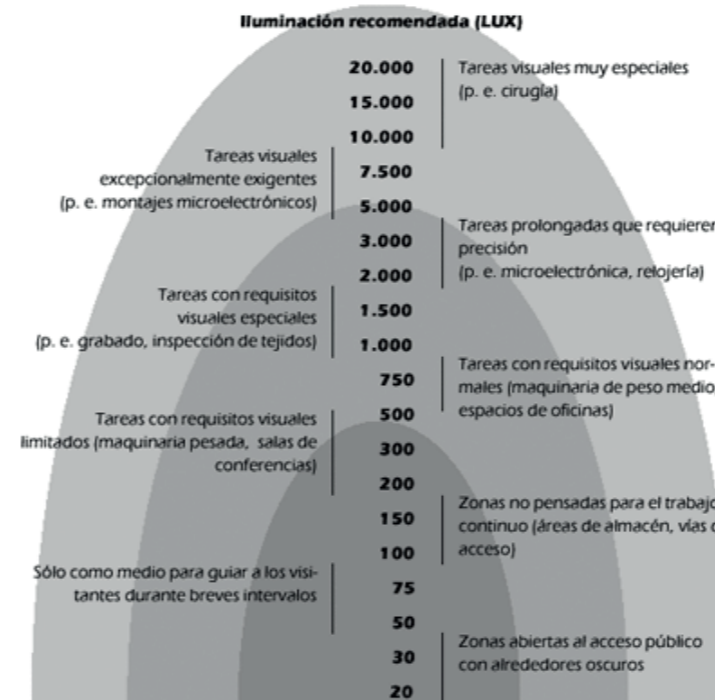 Iluminación recomendada (LUX)
20.000
Tareas visuales muy especiales
(p. e. cirugía)
15.000
10.000
Tareas visuales
excepcionalmente exigentes
(p. e. montajes microelectrónicos)
7.500
5.000
Tareas prolongadas que requieren
precisión
(p. e. microelectrónica, relojería)
3.000
2.000
Tareas con requisitos
visuales especiales
(p. e. grabado, inspección de tejidos)
1.500
1.000
Tareas con requisitos visuales nor-
males (maquinaria de peso medio,
espacios de oficinas)
750
500
Tareas con requisitos visuales
limitados (maquinaria pesada, salas de
conferencias)
300
200
Zonas no pensadas para el trabajo
continuo (áreas de almacén, vías
acceso)
150
100
Sólo como medio para guiar a los visi-
tantes durante breves intervalos
75
50
Zonas abiertas al acceso público
con alrededores oscuros
30
20